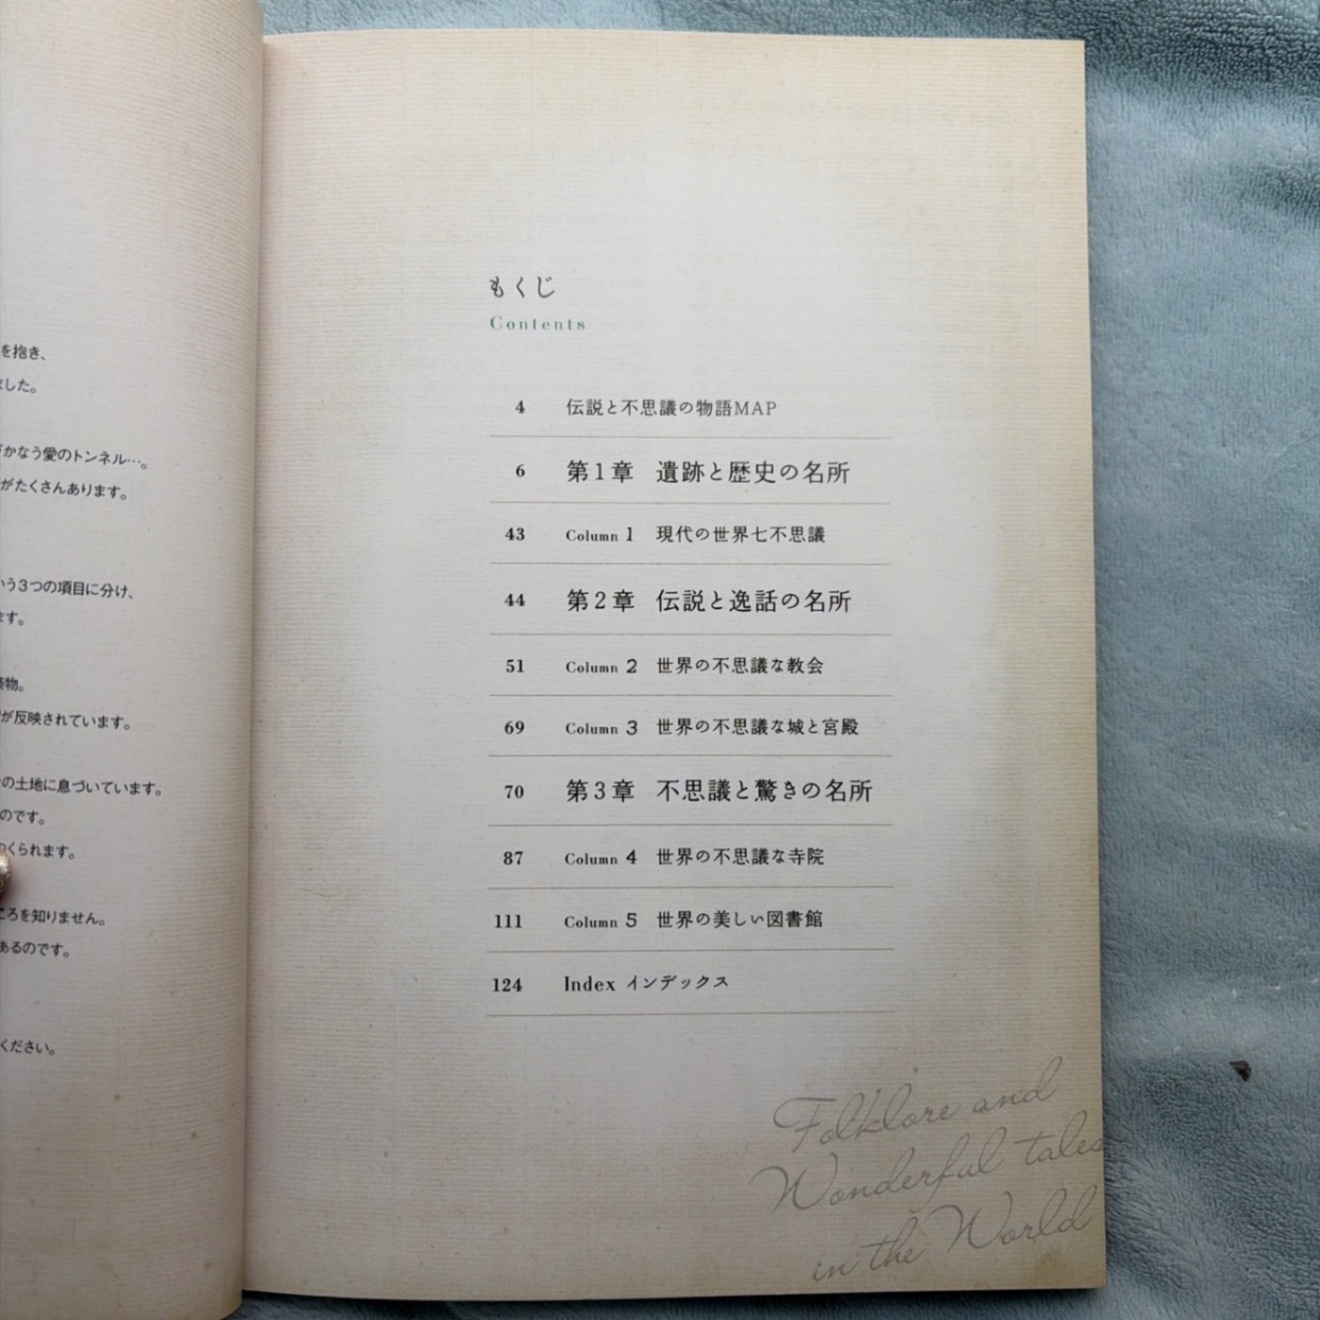 を抱き、
ました。
かなう愛のトンネル…。
がたくさんあります。
いう3つの項目に分け、
ます。
築物。
が反映されています。
の土地に息づいています。
のです。
つくられます。
ころを知りません。
あるのです。
ください。
もくじ
Contents
4 伝説と不思議の物語MAP
6 第1章 遺跡と歴史の名所
43 Column 1 現代の世界七不思議
44 第2章 伝説と逸話の名所
51 Column 2 世界の不思議な教会
69 Column 3 世界の不思議な城と宮殿
70 第3章 不思議と驚きの名所
87 Column 4 世界の不思議な寺院
111 Column 5 世界の美しい図書館
124 Index インデックス
Folklore and
Wonderful tales
in the World